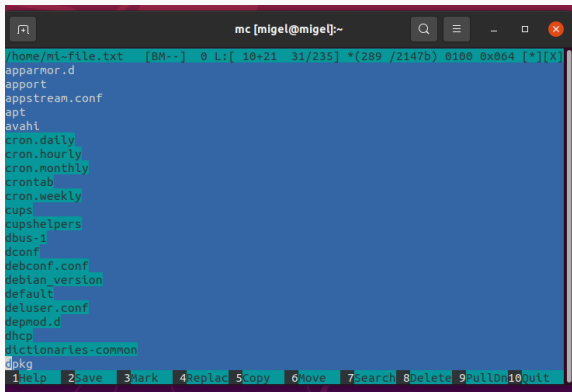 mc [migel@migel]:~
/home/mi~file.txt [BM--] 0 L:[ 10+21 31/235] *(289 /2147b) 0100 0x064 [*][X]
apparmor.d
apport
appstream.conf
apt
avahi
cron.daily
cron.hourly
cron.monthly
crontab
cron.weekly
cups
cupshelpers
dbus-1
dconf
debconf.conf
debian_version
default
deluser.conf
depmod.d
dhcp
dictionaries-common
dpkg
1Help 2Save 3Mark 4Replac 5Copy 6Move 7Search 8Delete 9PullDn 10Quit